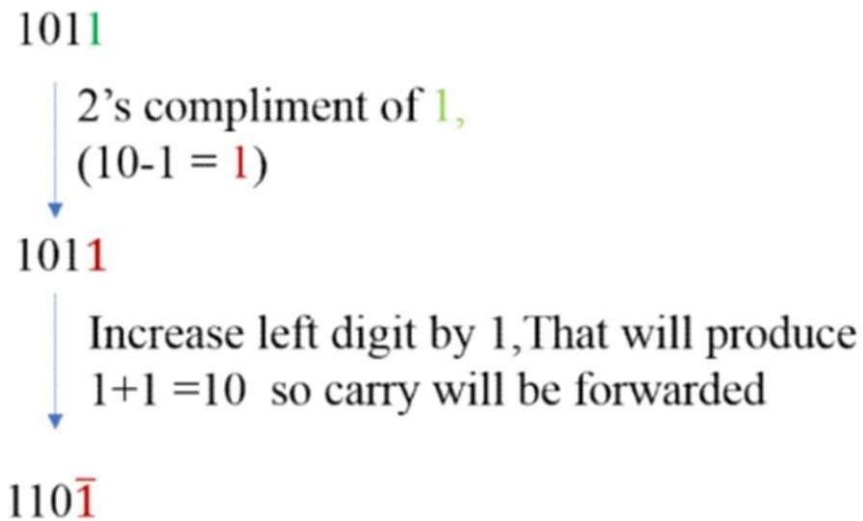 1011
2’s compliment of 1,
(10-1 = 1)
1011
Increase left digit by 1,That will produce
1+1 =10 so carry will be forwarded
1101̅